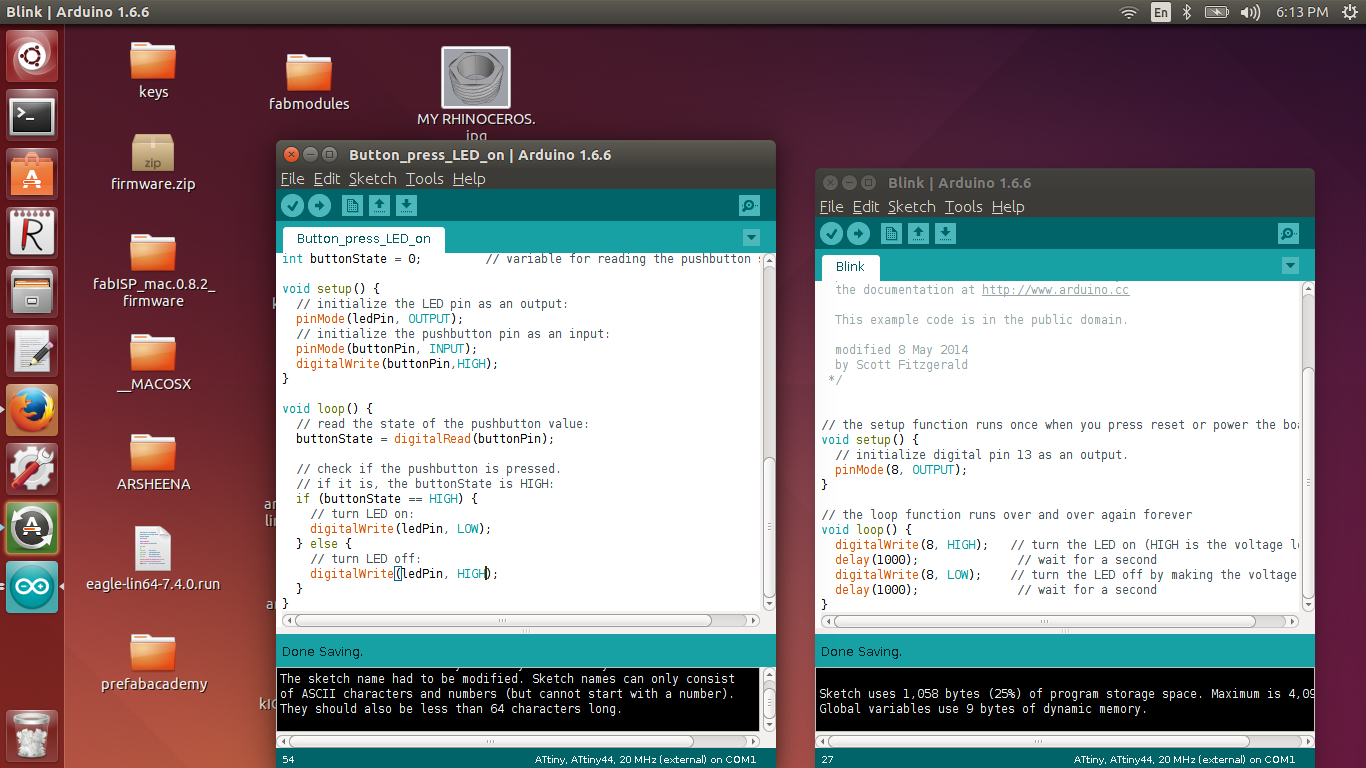 Blink | Arduino 1.6.6
En
6:13 PM
keys
fabmodules
MY RHINOCEROS.
jpg
zip
firmware.zip
fabISP_mac.0.8.2_
firmware
__MACOSX
ARSHEENA
eagle-lin64-7.4.0.run
prefabacademy
Button_press_LED_on | Arduino 1.6.6
File Edit Sketch Tools Help
Button_press_LED_on
int buttonState = 0;         // variable for reading the pushbutton
void setup() {
  // initialize the LED pin as an output:
  pinMode(ledPin, OUTPUT);
  // initialize the pushbutton pin as an input:
  pinMode(buttonPin, INPUT);
  digitalWrite(buttonPin,HIGH);
}
void loop() {
  // read the state of the pushbutton value:
  buttonState = digitalRead(buttonPin);
  // check if the pushbutton is pressed.
  // if it is, the buttonState is HIGH:
  if (buttonState == HIGH) {
    // turn LED on:
    digitalWrite(ledPin, LOW);
  } else {
    // turn LED off:
    digitalWrite(ledPin, HIGH);
  }
}
Done Saving.
The sketch name had to be modified. Sketch names can only consist
of ASCII characters and numbers (but cannot start with a number).
They should also be less than 64 characters long.
54
ATtiny, ATtiny44, 20 MHz (external) on COM1
Blink | Arduino 1.6.6
File Edit Sketch Tools Help
Blink
the documentation at http://www.arduino.cc
This example code is in the public domain.
modified 8 May 2014
by Scott Fitzgerald
*/
// the setup function runs once when you press reset or power the boa
void setup() {
  // initialize digital pin 13 as an output.
  pinMode(8, OUTPUT);
}
// the loop function runs over and over again forever
void loop() {
  digitalWrite(8, HIGH);   // turn the LED on (HIGH is the voltage l
  delay(1000);              // wait for a second
  digitalWrite(8, LOW);    // turn the LED off by making the voltage
  delay(1000);              // wait for a second
}
Done Saving.
Sketch uses 1,058 bytes (25%) of program storage space. Maximum is 4,09
Global variables use 9 bytes of dynamic memory.
27
ATtiny, ATtiny44, 20 MHz (external) on COM1